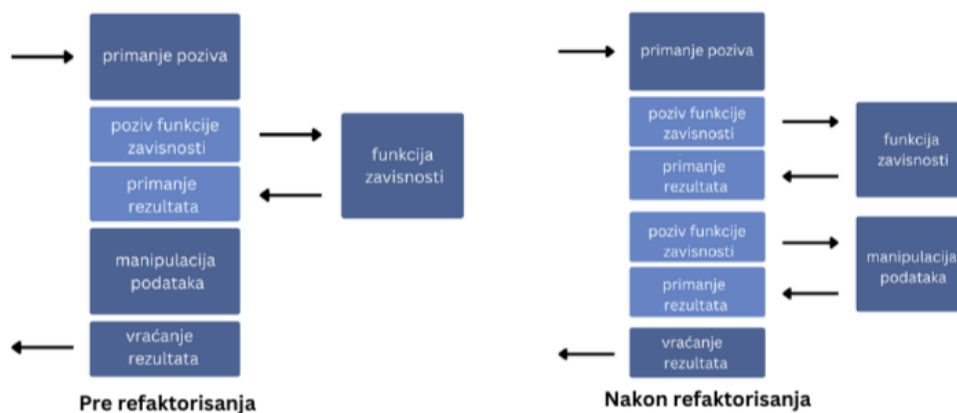 primanje poziva
poziv funkcije
zavisnosti
primanje
rezultata
funkcija
zavisnosti
manipulacija
podataka
vraćanje
rezultata
Pre refaktorisanja
primanje poziva
poziv funkcije
zavisnosti
primanje
rezultata
funkcija
zavisnosti
poziv funkcije
zavisnosti
primanje
rezultata
manipulacija
podataka
vraćanje
rezultata
Nakon refaktorisanja